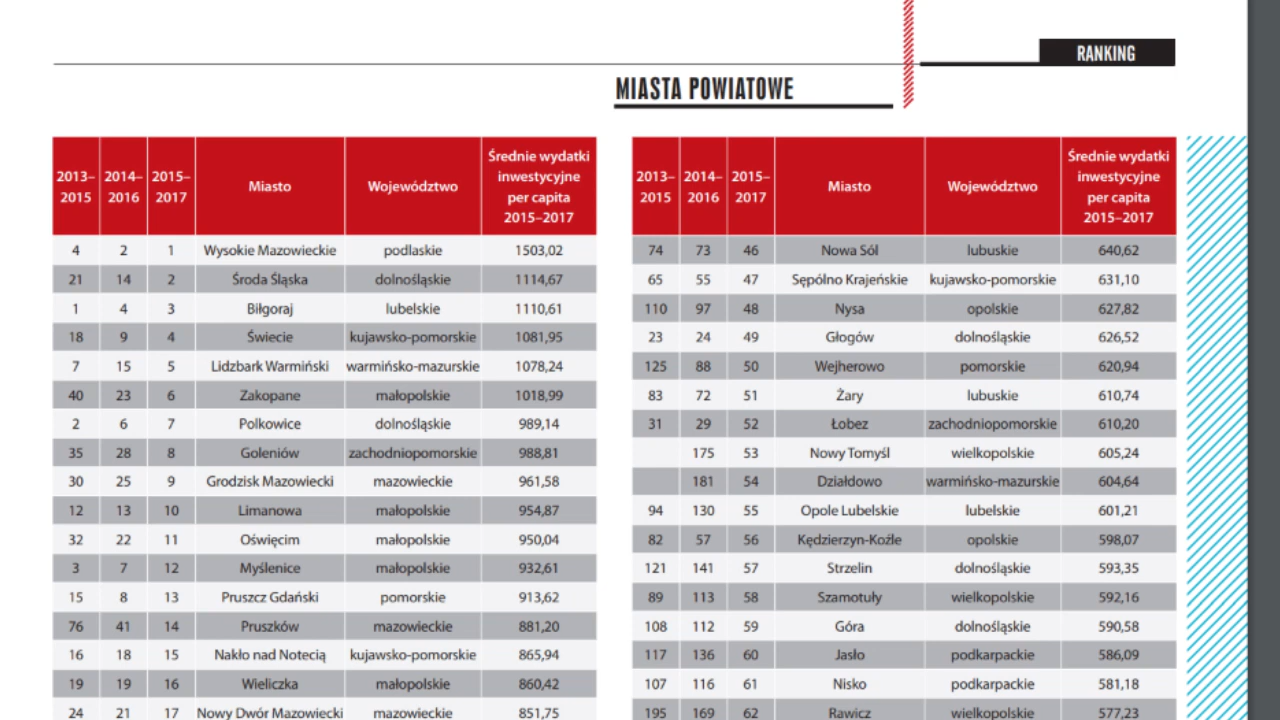 RANKING
MIASTA POWIATOWE
2013–2015 2014–2016 2015–2017 Miasto Województwo Średnie wydatki inwestycyjne per capita 2015–2017
4 2 1 Wysokie Mazowieckie podlaskie 1503,02
21 14 2 Środa Śląska dolnośląskie 1114,67
1 4 3 Biłgoraj lubelskie 1110,61
18 9 4 Świecie kujawsko-pomorskie 1081,95
7 15 5 Lidzbark Warmiński warmińsko-mazurskie 1078,24
40 23 6 Zakopane małopolskie 1018,99
2 6 7 Polkowice dolnośląskie 989,14
35 28 8 Goleniów zachodniopomorskie 988,81
30 25 9 Grodzisk Mazowiecki mazowieckie 961,58
12 13 10 Limanowa małopolskie 954,87
32 22 11 Oświęcim małopolskie 950,04
3 7 12 Myślenice małopolskie 932,61
15 8 13 Pruszcz Gdański pomorskie 913,62
76 41 14 Pruszków mazowieckie 881,20
16 18 15 Nakło nad Notecią kujawsko-pomorskie 865,94
19 19 16 Wieliczka małopolskie 860,42
24 21 17 Nowy Dwór Mazowiecki mazowieckie 851,75
2013–2015 2014–2016 2015–2017 Miasto Województwo Średnie wydatki inwestycyjne per capita 2015–2017
74 73 46 Nowa Sól lubuskie 640,62
65 55 47 Sępólno Krajeńskie kujawsko-pomorskie 631,10
110 97 48 Nysa opolskie 627,82
23 24 49 Głogów dolnośląskie 626,52
125 88 50 Wejherowo pomorskie 620,94
83 72 51 Żary lubuskie 610,74
31 29 52 Łobez zachodniopomorskie 610,20
175 53 Nowy Tomyśl wielkopolskie 605,24
181 54 Działdowo warmińsko-mazurskie 604,64
94 130 55 Opole Lubelskie lubelskie 601,21
82 57 56 Kędzierzyn-Koźle opolskie 598,07
121 141 57 Strzelin dolnośląskie 593,35
89 113 58 Szamotuły wielkopolskie 592,16
108 112 59 Góra dolnośląskie 590,58
117 136 60 Jasło podkarpackie 586,09
107 116 61 Nisko podkarpackie 581,18
195 169 62 Rawicz wielkopolskie 577,23